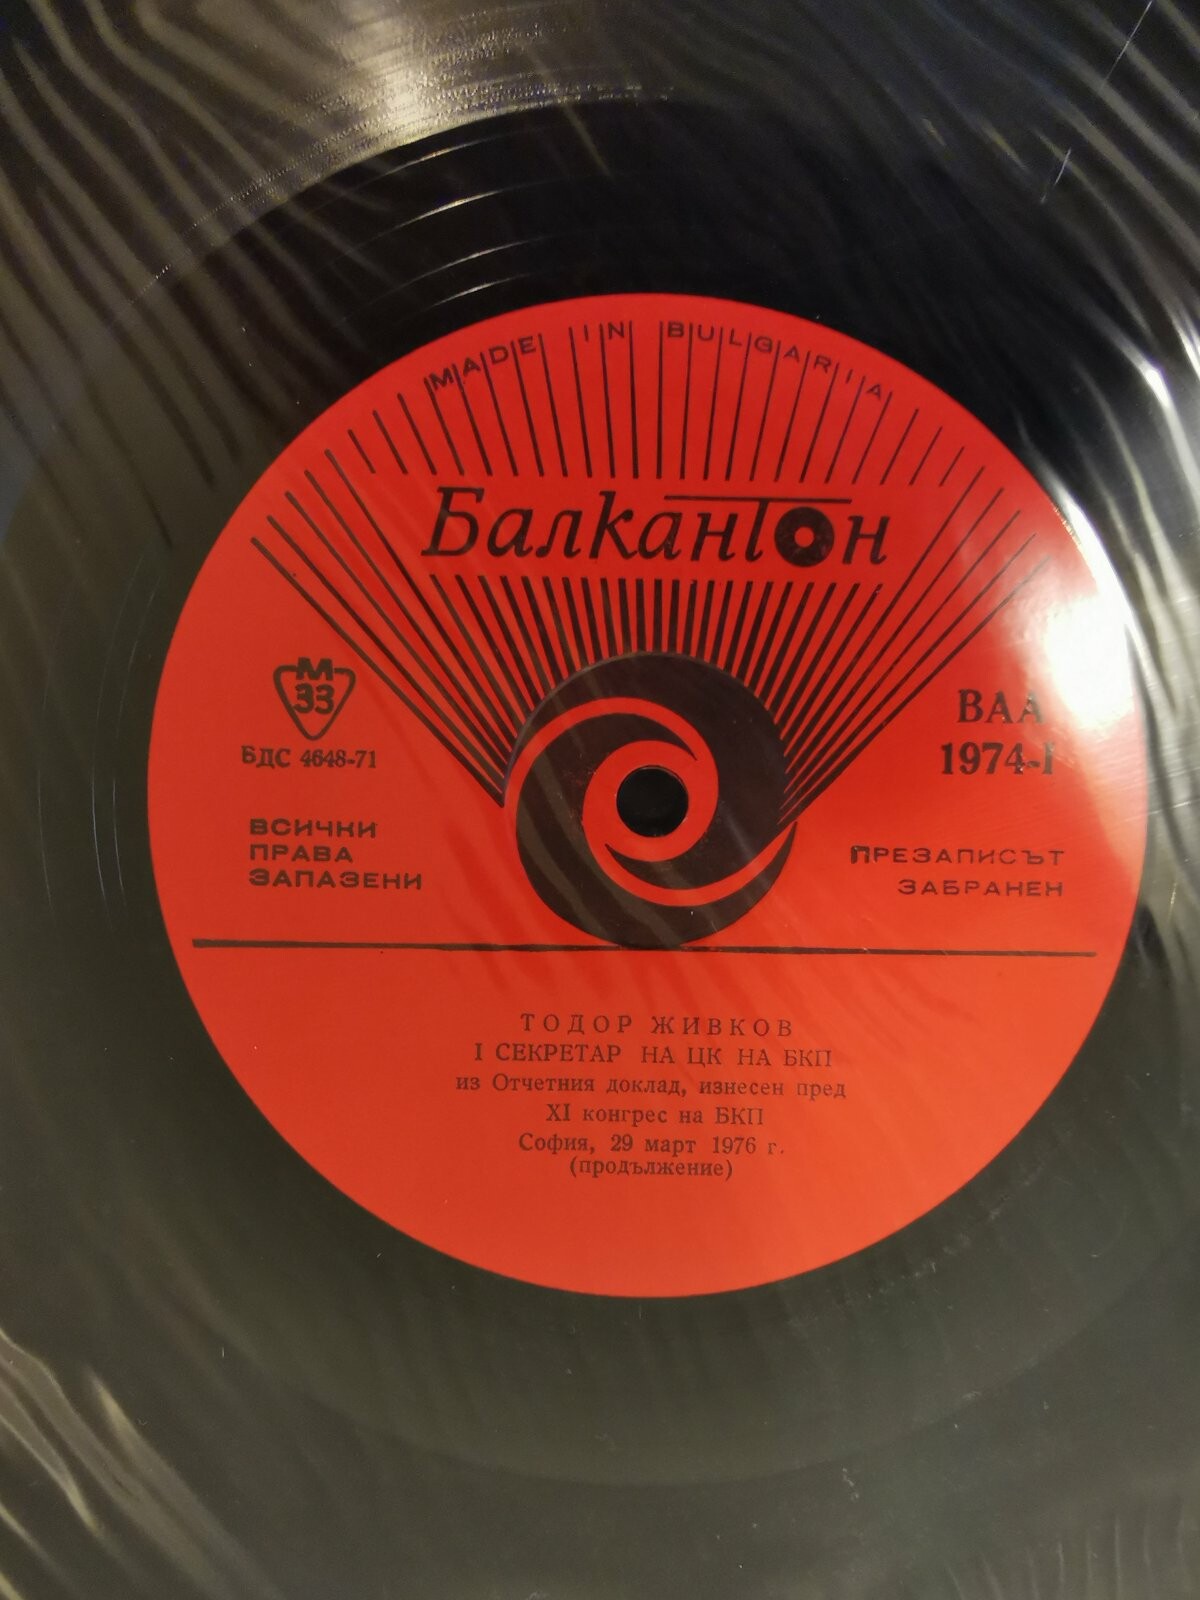 MADE IN BULGARIA
Балкантон
М
33
БДС 4648-71
ВАА
1974-I
ВСИЧКИ
ПРАВА
ЗАПАЗЕНИ
ПРЕЗАПИСЪТ
ЗАБРАНЕН
ТОДОР ЖИВКОВ
I СЕКРЕТАР НА ЦК НА БКП
из Отчетния доклад, изнесен пред
XI конгрес на БКП
София, 29 март 1976 г.
(продължение)